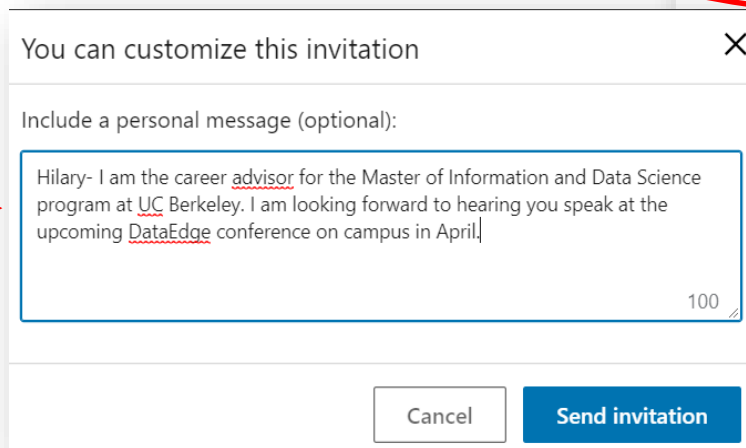 You can customize this invitation
Include a personal message (optional):
Hilary- I am the career advisor for the Master of Information and Data Science
program at UC Berkeley. I am looking forward to hearing you speak at the
upcoming DataEdge conference on campus in April.
100
Cancel Send invitation